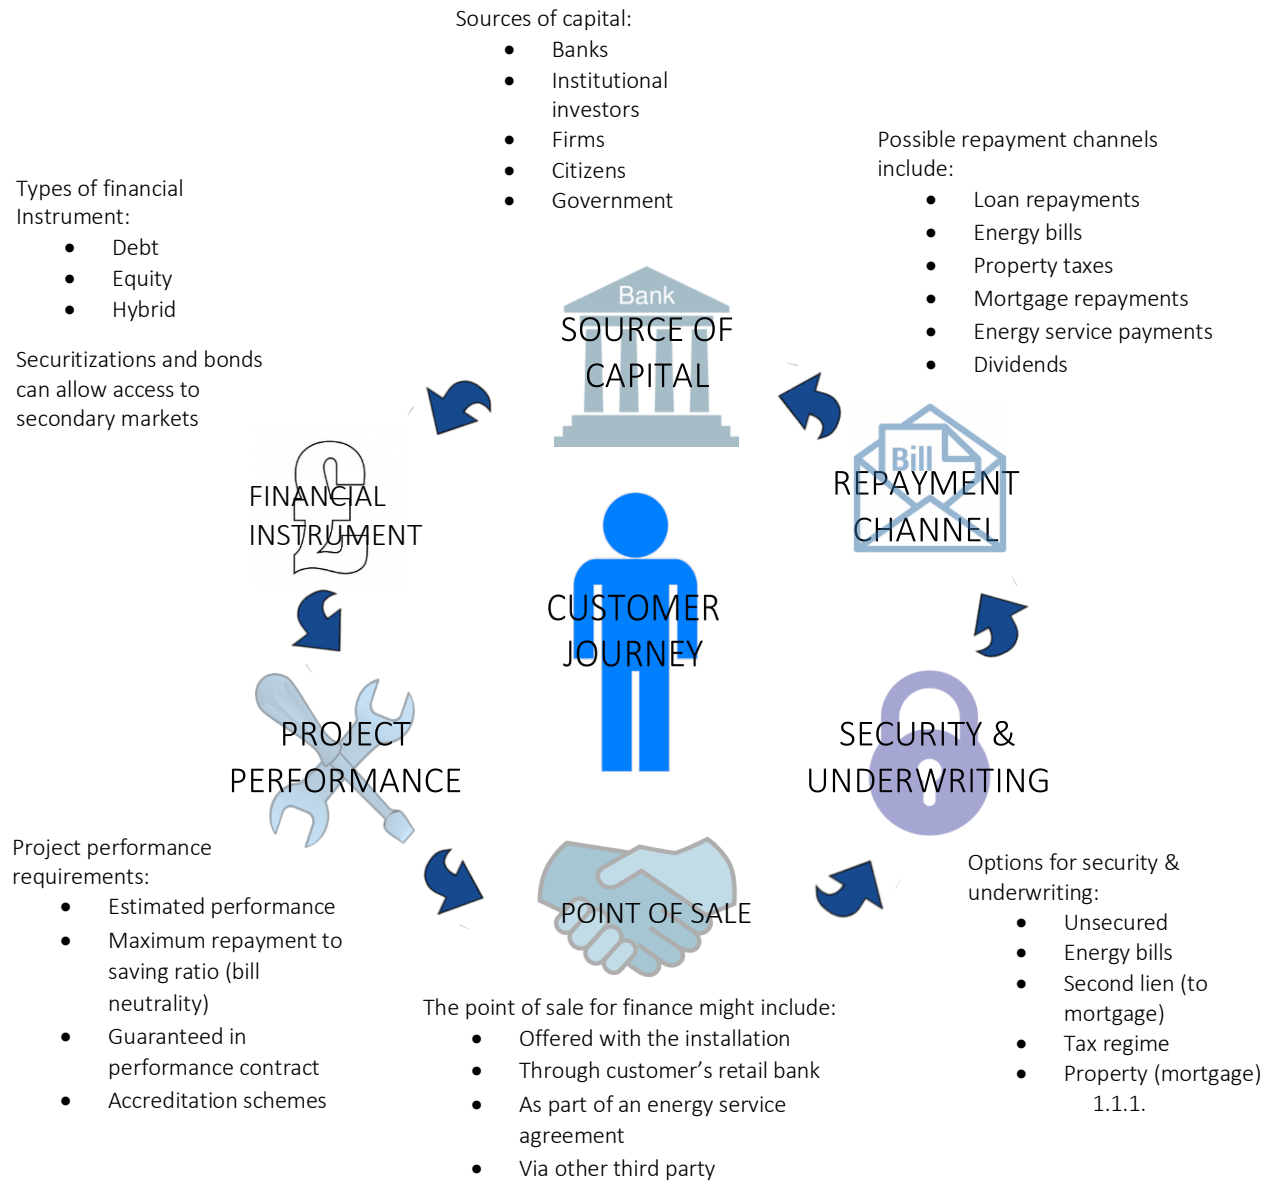 Sources of capital:
● Banks
● Institutional
investors
● Firms
● Citizens
● Government
Possible repayment channels
include:
● Loan repayments
● Energy bills
● Property taxes
● Mortgage repayments
● Energy service payments
● Dividends
Types of financial
Instrument:
● Debt
● Equity
● Hybrid
Securitizations and bonds
can allow access to
secondary markets
Bank
SOURCE OF
CAPITAL
FINANCIAL
INSTRUMENT
Bill
REPAYMENT
CHANNEL
CUSTOMER
JOURNEY
PROJECT
PERFORMANCE
SECURITY &
UNDERWRITING
POINT OF SALE
Project performance
requirements:
● Estimated performance
● Maximum repayment to
saving ratio (bill
neutrality)
● Guaranteed in
performance contract
● Accreditation schemes
The point of sale for finance might include:
● Offered with the installation
● Through customer’s retail bank
● As part of an energy service
agreement
● Via other third party
Options for security &
underwriting:
● Unsecured
● Energy bills
● Second lien (to
mortgage)
● Tax regime
● Property (mortgage)
1.1.1.